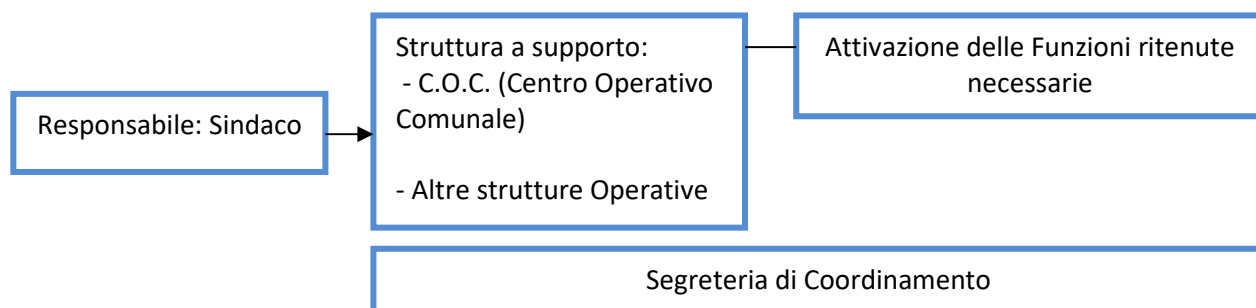 Responsabile: Sindaco
Struttura a supporto:
- C.O.C. (Centro Operativo
Comunale)
- Altre strutture Operative
Attivazione delle Funzioni ritenute
necessarie
Segreteria di Coordinamento